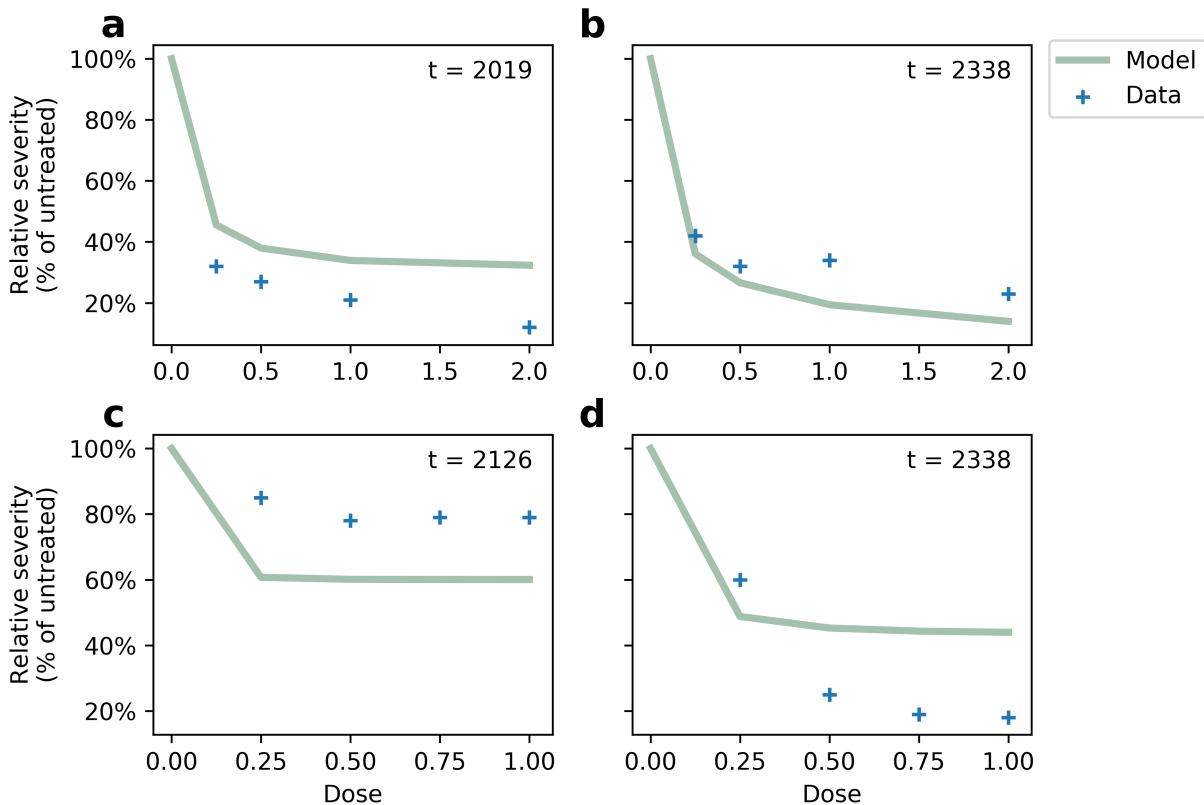 a
b
100%
80%
60%
40%
20%
Relative severity
(% of untreated)
t = 2019
t = 2338
Model
Data
0.0 0.5 1.0 1.5 2.0
0.0 0.5 1.0 1.5 2.0
c
d
100%
80%
60%
40%
20%
Relative severity
(% of untreated)
t = 2126
t = 2338
0.00 0.25 0.50 0.75 1.00
0.00 0.25 0.50 0.75 1.00
Dose
Dose